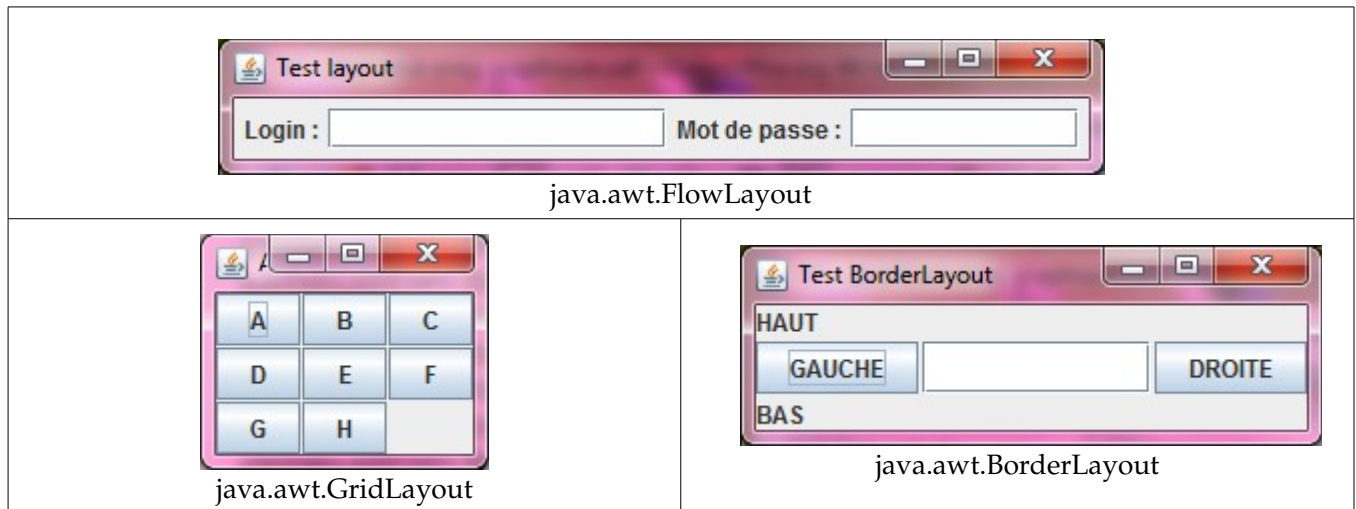 Test layout
Login : Mot de passe :
java.awt.FlowLayout
A B C
D E F
G H
java.awt.GridLayout
Test BorderLayout
HAUT
GAUCHE DROITE
BAS
java.awt.BorderLayout